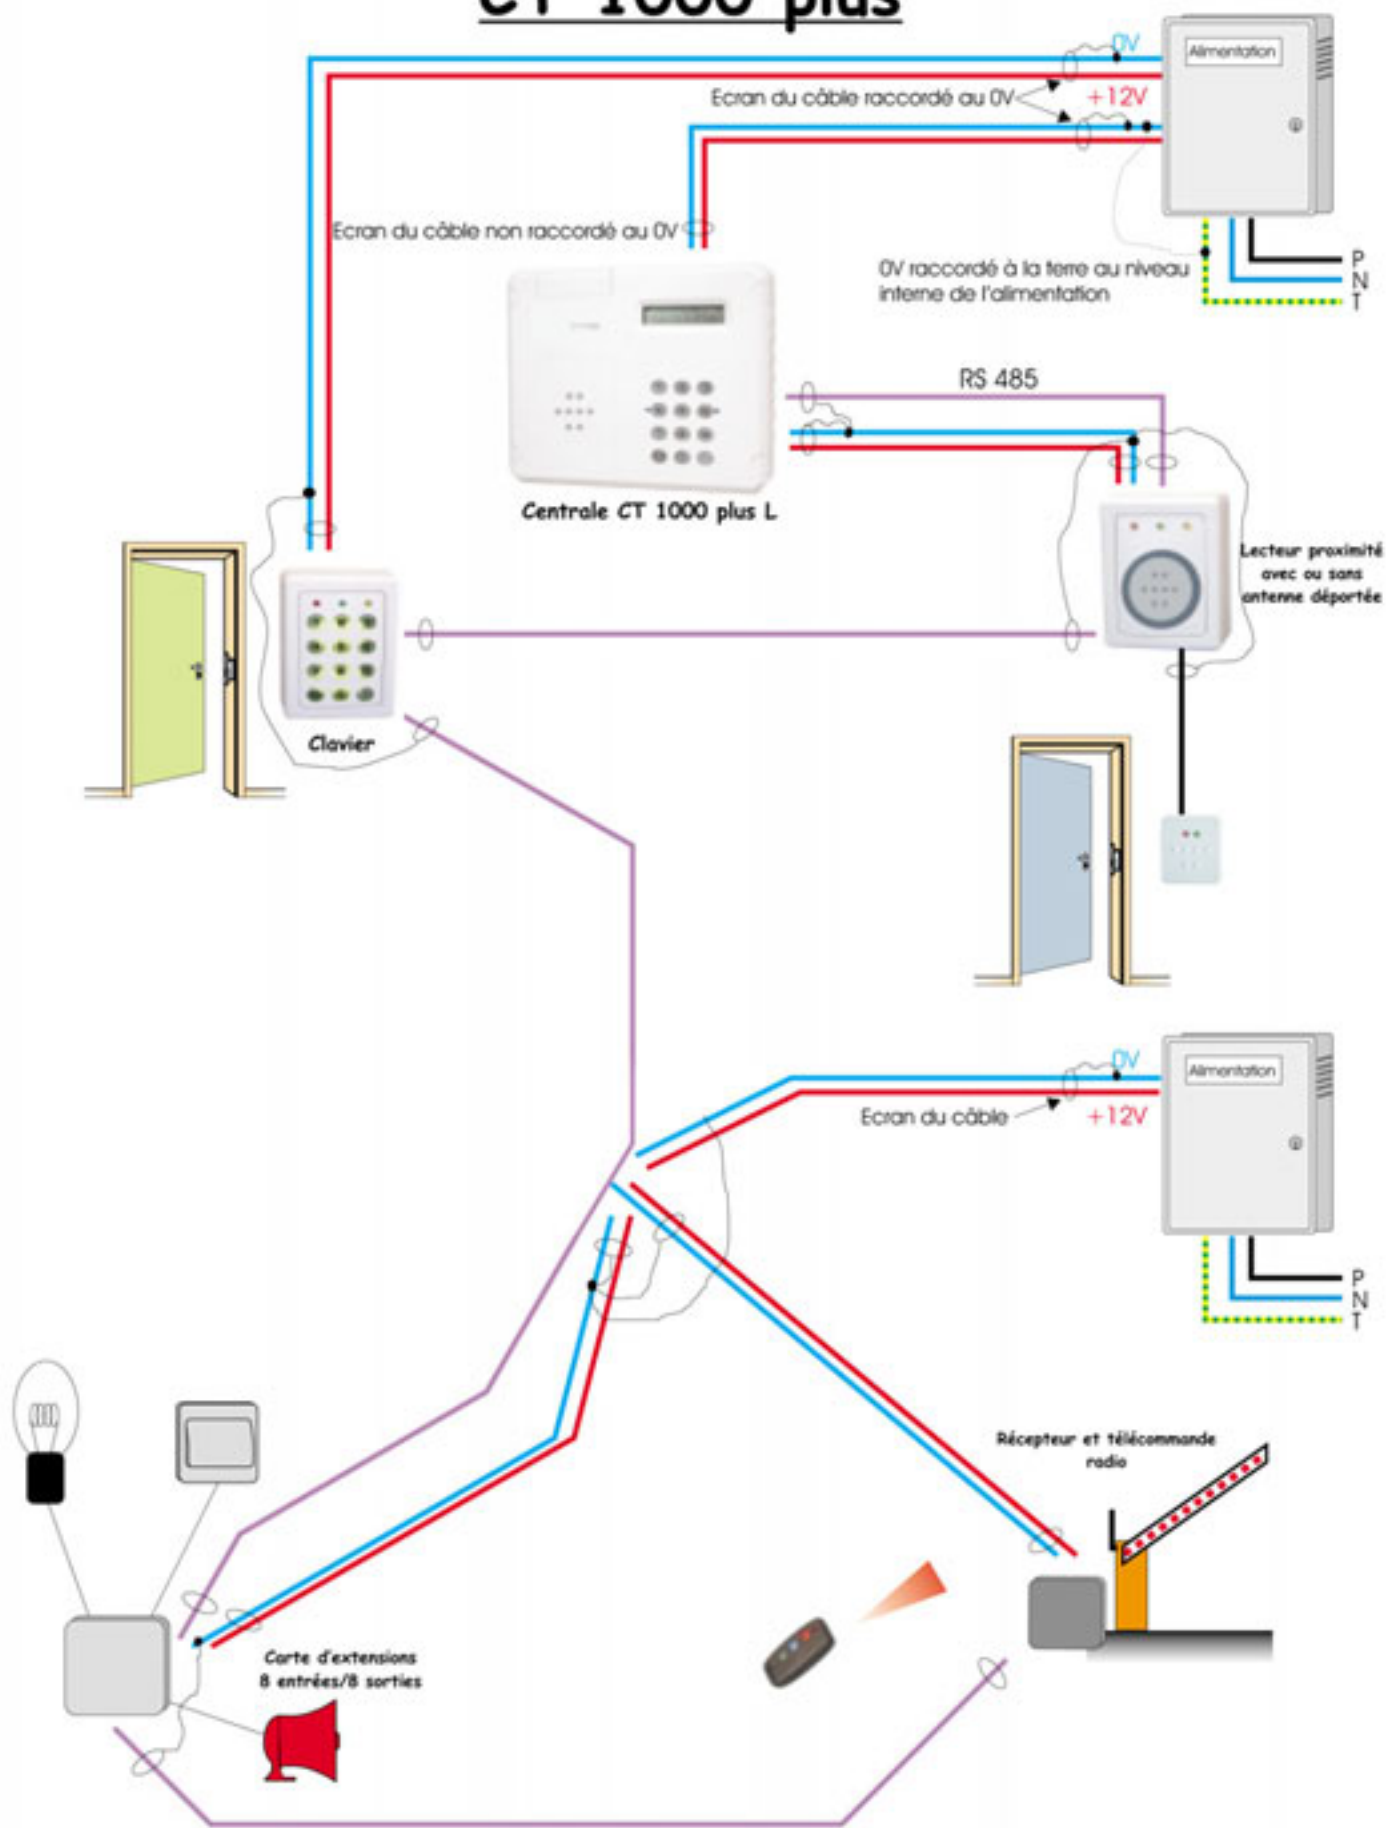 CT 1000 plus
0V
Alimentation
Ecran du câble raccordé au 0V
+12V
Ecran du câble non raccordé au 0V
0V raccordé à la terre au niveau
interne de l'alimentation
P
N
T
RS 485
Centrale CT 1000 plus L
Lecteur proximité
avec ou sans
antenne déportée
Clavier
0V
Alimentation
Ecran du câble
+12V
P
N
T
Récepteur et télécommande
radio
Carte d'extensions
8 entrées/8 sorties